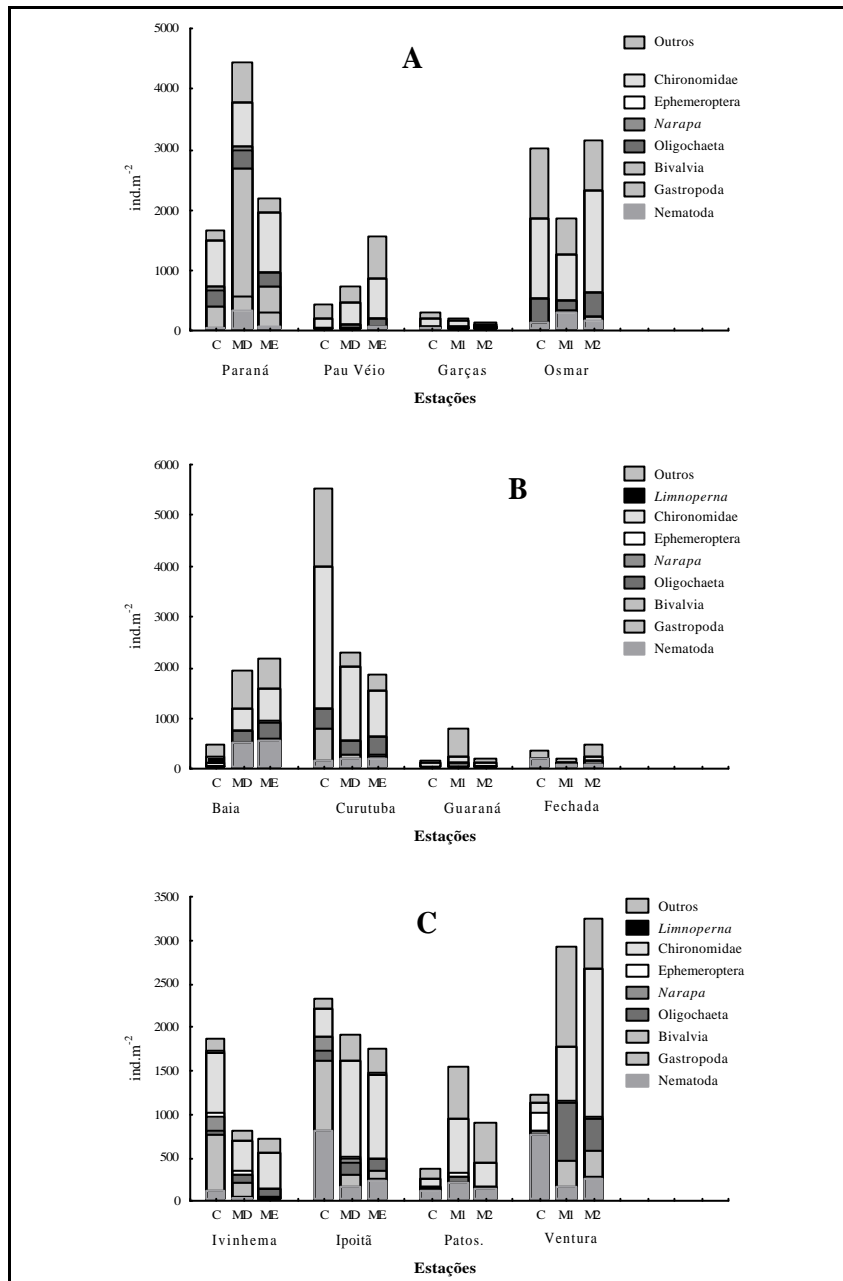 A
5000
4000
3000
2000
1000
0
ind.m-2
Outros
Chironomidae
Ephemeroptera
Narapa
Oligochaeta
Bivalvia
Gastropoda
Nematoda
C MD ME C MD ME C M1 M2 C M1 M2
Paraná Pau Véio Garças Osmar
Estações
B
6000
5000
4000
3000
2000
1000
0
ind.m-2
Outros
Limnoperna
Chironomidae
Ephemeroptera
Narapa
Oligochaeta
Bivalvia
Gastropoda
Nematoda
C MD ME C MD ME C M1 M2 C M1 M2
Baia Curutuba Guaraná Fechada
Estações
C
3500
3000
2500
2000
1500
1000
500
0
ind.m-2
Outros
Limnoperna
Chironomidae
Ephemeroptera
Narapa
Oligochaeta
Bivalvia
Gastropoda
Nematoda
C MD ME C MD ME C M1 M2 C M1 M2
Ivinhema Ipoitã Patos. Ventura
Estações